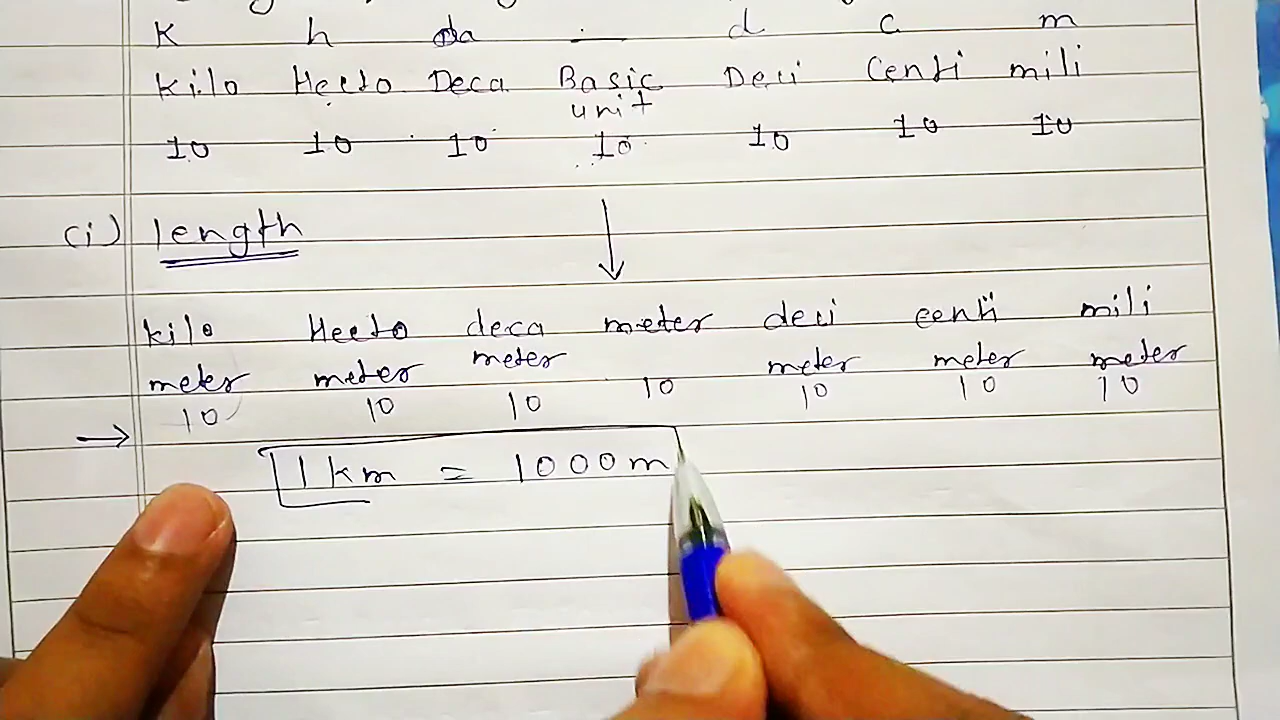 K h da — d c m
Kilo Hecto Deca Basic Deci Centi mili
unit
10 10 10 10 10 10 10
(i) length
kilo Hecto deca meter deci centi mili
meter meter meter meter meter meter
10 10 10 10 10 10 10
→ 1 km = 1000 m